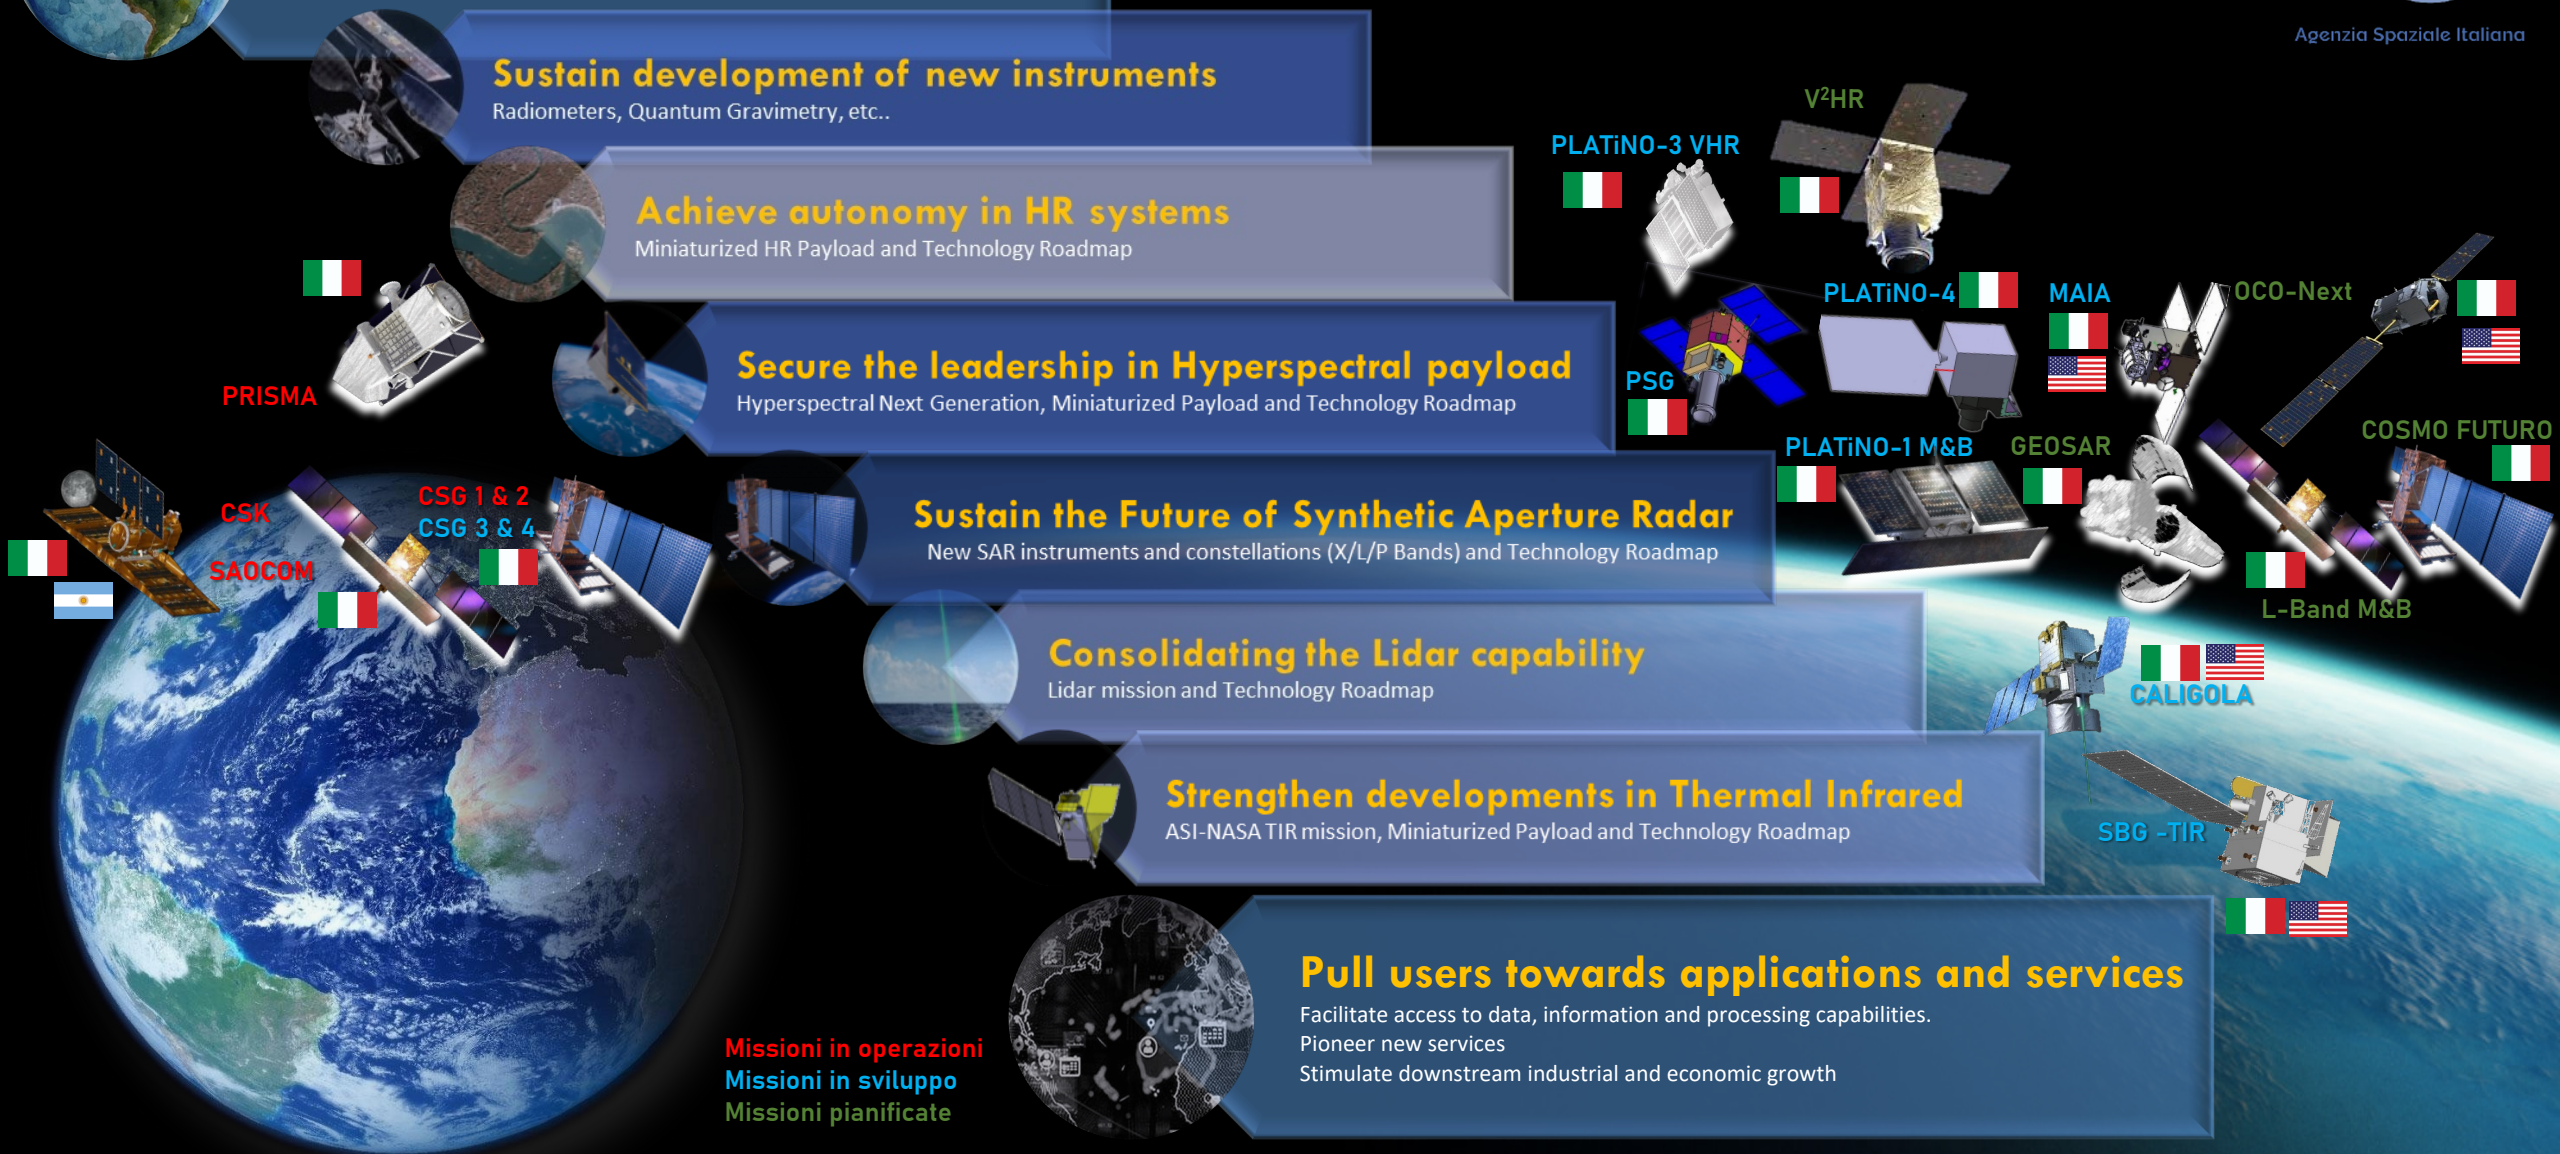 Agenzia Spaziale Italiana
Sustain development of new instruments
Radiometers, Quantum Gravimetry, etc..
Achieve autonomy in HR systems
Miniaturized HR Payload and Technology Roadmap
Secure the leadership in Hyperspectral payload
Hyperspectral Next Generation, Miniaturized Payload and Technology Roadmap
Sustain the Future of Synthetic Aperture Radar
New SAR instruments and constellations (X/L/P Bands) and Technology Roadmap
Consolidating the Lidar capability
Lidar mission and Technology Roadmap
Strengthen developments in Thermal Infrared
ASI-NASA TIR mission, Miniaturized Payload and Technology Roadmap
Pull users towards applications and services
Facilitate access to data, information and processing capabilities.
Pioneer new services
Stimulate downstream industrial and economic growth
PRISMA
CSK
SAOCOM
CSG 1 & 2
CSG 3 & 4
V²HR
PLATiNO-3 VHR
PLATiNO-4
MAIA
OCO-Next
PSG
PLATiNO-1 M&B
GEOSAR
COSMO FUTURO
L-Band M&B
CALIGOLA
SBG -TIR
Missioni in operazioni
Missioni in sviluppo
Missioni pianificate